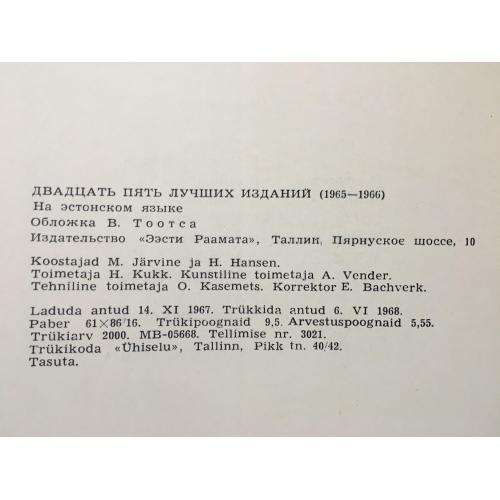 ДВАДЦАТЬ ПЯТЬ ЛУЧШИХ ИЗДАНИЙ (1965—1966)
На эстонском языке
Обложка В. Тоотса
Издательство «Ээсти Раамата», Таллин, Пярнуское шоссе, 10
Koostajad M. Järvine ja H. Hansen.
Toimetaja H. Kukk. Kunstiline toimetaja A. Vender.
Tehniline toimetaja O. Kasemets. Korrektor E. Bachverk.
Laduda antud 14. XI 1967. Trükkida antud 6. VI 1968.
Paber 61×86/16. Trükipoognaid 9,5. Arvestuspoognaid 5,55.
Trükiarv 2000. MB-05668. Tellimise nr. 3021.
Trükikoda «Ühiselu», Tallinn, Pikk tn. 40/42.
Tasuta.